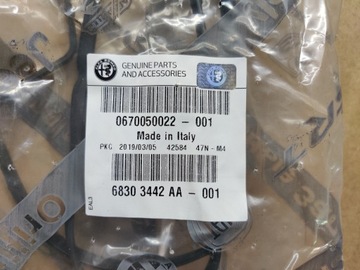 GENUINE PARTS
AND ACCESSORIES
0670050022 - 001
Made in Italy
PKG 2019/03/05 42584 47N-M4
6830 3442 AA - 001
EAL3